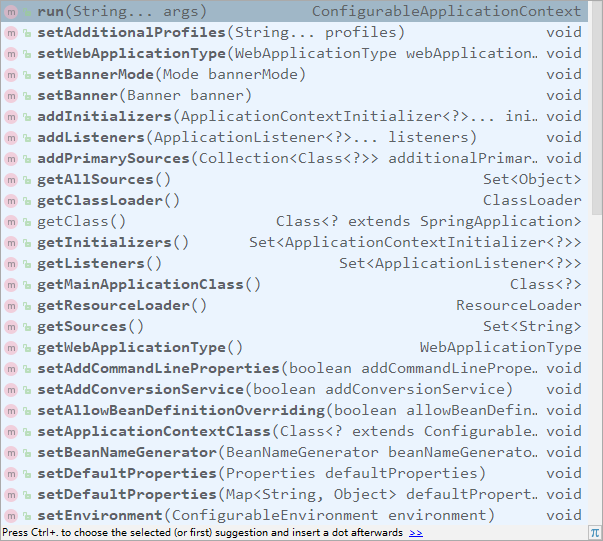 run(String... args) ConfigurableApplicationContext
setAdditionalProfiles(String... profiles) void
setWebApplicationType(WebApplicationType webApplication… void
setBannerMode(Mode bannerMode) void
setBanner(Banner banner) void
addInitializers(ApplicationContextInitializer<?>... ini… void
addListeners(ApplicationListener<?>... listeners) void
addPrimarySources(Collection<Class<?>> additionalPrimar… void
getAllSources() Set<Object>
getClassLoader() ClassLoader
getClass() Class<? extends SpringApplication>
getInitializers() Set<ApplicationContextInitializer<?>>
getListeners() Set<ApplicationListener<?>>
getMainApplicationClass() Class<?>
getResourceLoader() ResourceLoader
getSources() Set<String>
getWebApplicationType() WebApplicationType
setAddCommandLineProperties(boolean addCommandLinePrope… void
setAddConversionService(boolean addConversionService) void
setAllowBeanDefinitionOverriding(boolean allowBeanDefin… void
setApplicationContextClass(Class<? extends Configurable… void
setBeanNameGenerator(BeanNameGenerator beanNameGenerato… void
setDefaultProperties(Properties defaultProperties) void
setDefaultProperties(Map<String, Object> defaultPropert… void
setEnvironment(ConfigurableEnvironment environment) void
Press Ctrl+. to choose the selected (or first) suggestion and insert a dot afterwards >> π